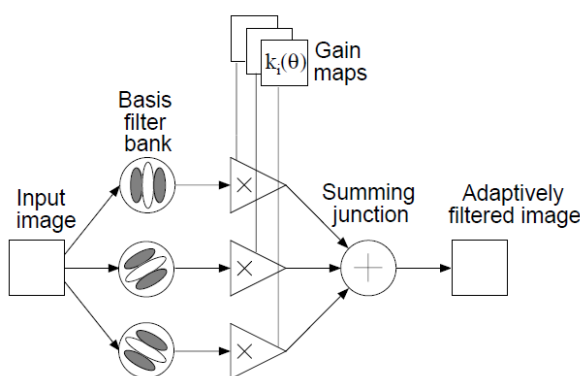 Gain
maps
k_i(θ)
Basis
filter
bank
Input
image
×
×
×
Summing
junction
+
Adaptively
filtered image